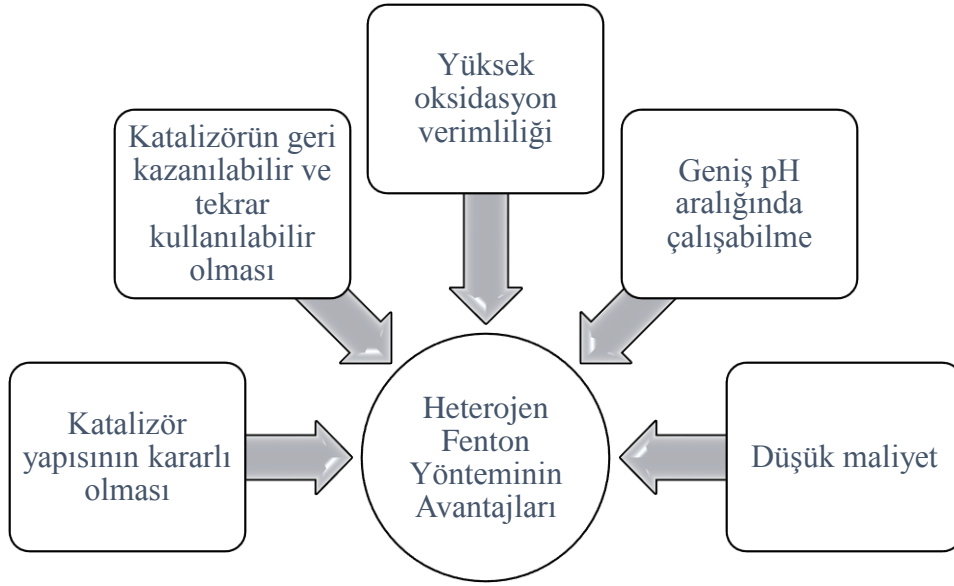 Yüksek
oksidasyon
verimliliği
Katalizörün geri
kazanılabilir ve
tekrar
kullanılabilir
olması
Geniş pH
aralığında
çalışabilme
Katalizör
yapısının kararlı
olması
Heterojen
Fenton
Yönteminin
Avantajları
Düşük maliyet